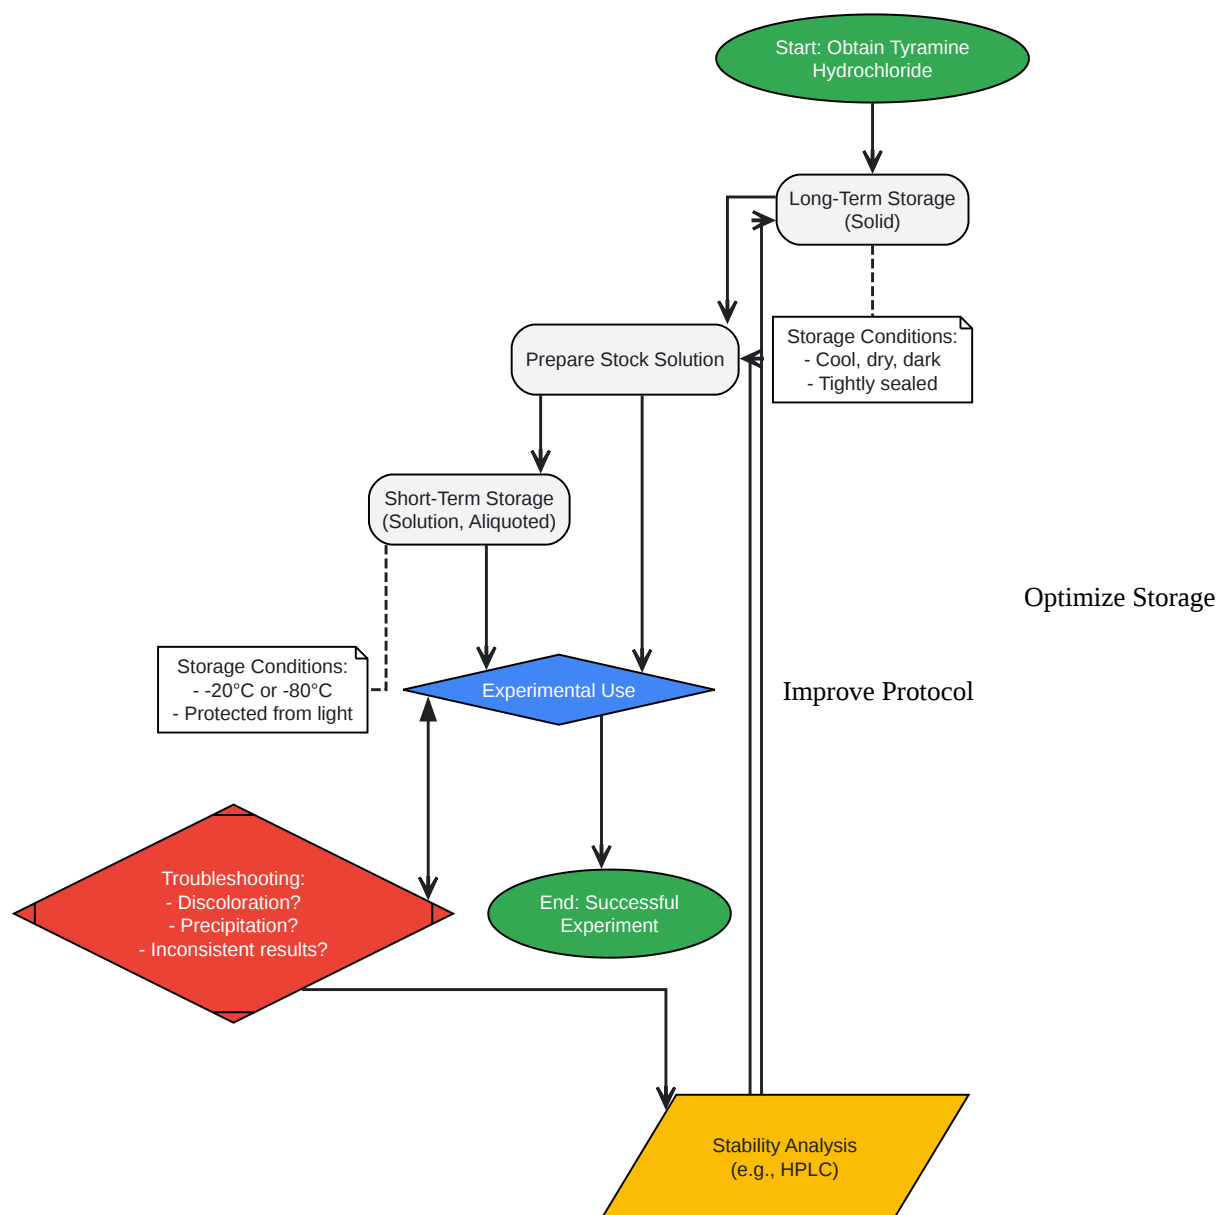 Start: Obtain Tyramine
Hydrochloride
Long-Term Storage
(Solid)
Storage Conditions:
- Cool, dry, dark
- Tightly sealed
Prepare Stock Solution
Short-Term Storage
(Solution, Aliquoted)
Optimize Storage
Storage Conditions:
- -20°C or -80°C
- Protected from light
Experimental Use
Improve Protocol
Troubleshooting:
- Discoloration?
- Precipitation?
- Inconsistent results?
End: Successful
Experiment
Stability Analysis
(e.g., HPLC)